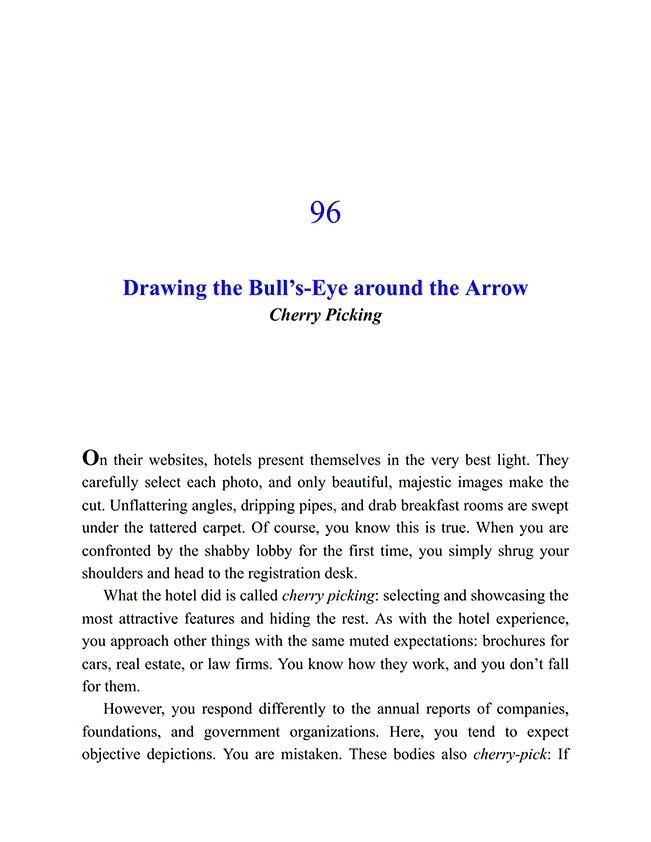 96
Drawing the Bull’s-Eye around the Arrow
Cherry Picking
On their websites, hotels present themselves in the very best light. They
carefully select each photo, and only beautiful, majestic images make the
cut. Unflattering angles, dripping pipes, and drab breakfast rooms are swept
under the tattered carpet. Of course, you know this is true. When you are
confronted by the shabby lobby for the first time, you simply shrug your
shoulders and head to the registration desk.
What the hotel did is called cherry picking: selecting and showcasing the
most attractive features and hiding the rest. As with the hotel experience,
you approach other things with the same muted expectations: brochures for
cars, real estate, or law firms. You know how they work, and you don’t fall
for them.
However, you respond differently to the annual reports of companies,
foundations, and government organizations. Here, you tend to expect
objective depictions. You are mistaken. These bodies also cherry-pick: If